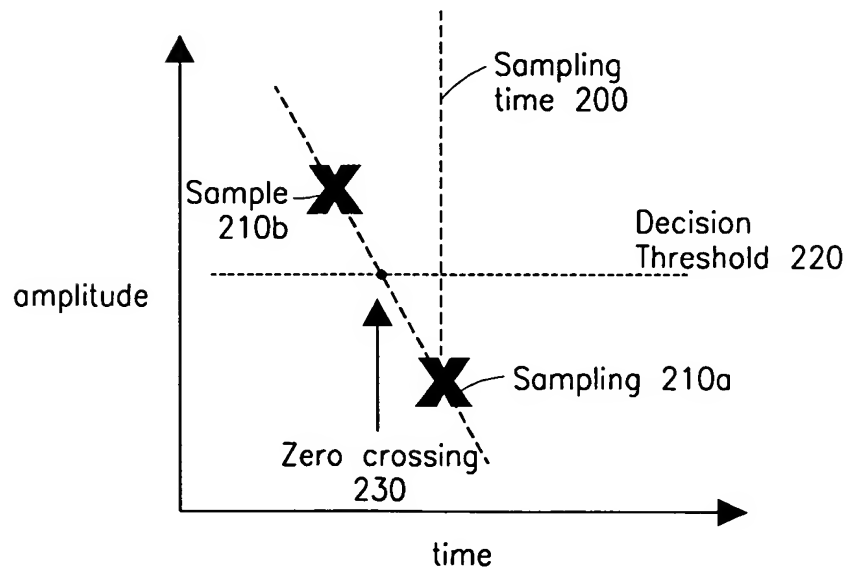 Sampling
time 200
Sample
210b
Decision
Threshold 220
amplitude
Sampling 210a
Zero crossing
230
time